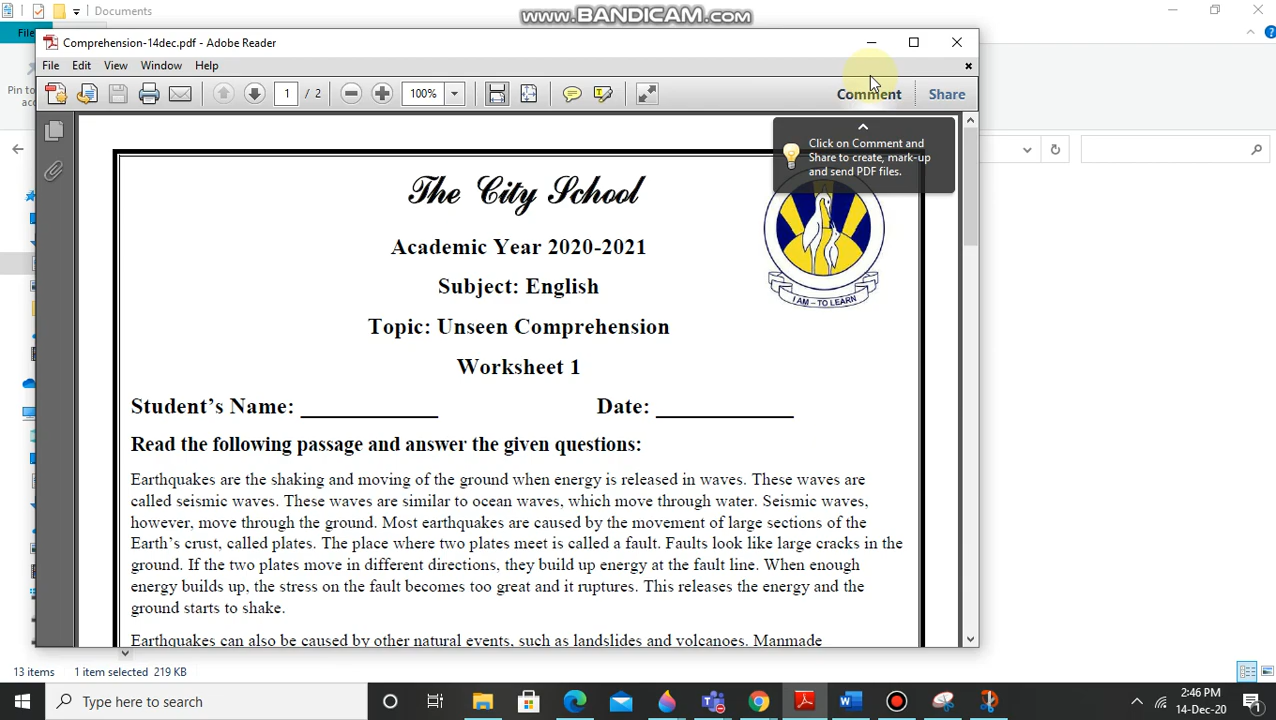 Documents
www.BANDICAM.com
File
Comprehension-14dec.pdf - Adobe Reader
File Edit View Window Help
Pin to
1 / 2 100% Comment Share
Click on Comment and
Share to create, mark-up
and send PDF files.
The City School
Academic Year 2020-2021
Subject: English
Topic: Unseen Comprehension
I AM – TO LEARN
Worksheet 1
Student's Name: ____________ Date: ____________
Read the following passage and answer the given questions:
Earthquakes are the shaking and moving of the ground when energy is released in waves. These waves are
called seismic waves. These waves are similar to ocean waves, which move through water. Seismic waves,
however, move through the ground. Most earthquakes are caused by the movement of large sections of the
Earth's crust, called plates. The place where two plates meet is called a fault. Faults look like large cracks in the
ground. If the two plates move in different directions, they build up energy at the fault line. When enough
energy builds up, the stress on the fault becomes too great and it ruptures. This releases the energy and the
ground starts to shake.
Earthquakes can also be caused by other natural events, such as landslides and volcanoes. Manmade
13 items 1 item selected 219 KB
Type here to search
2:46 PM
14-Dec-20
1